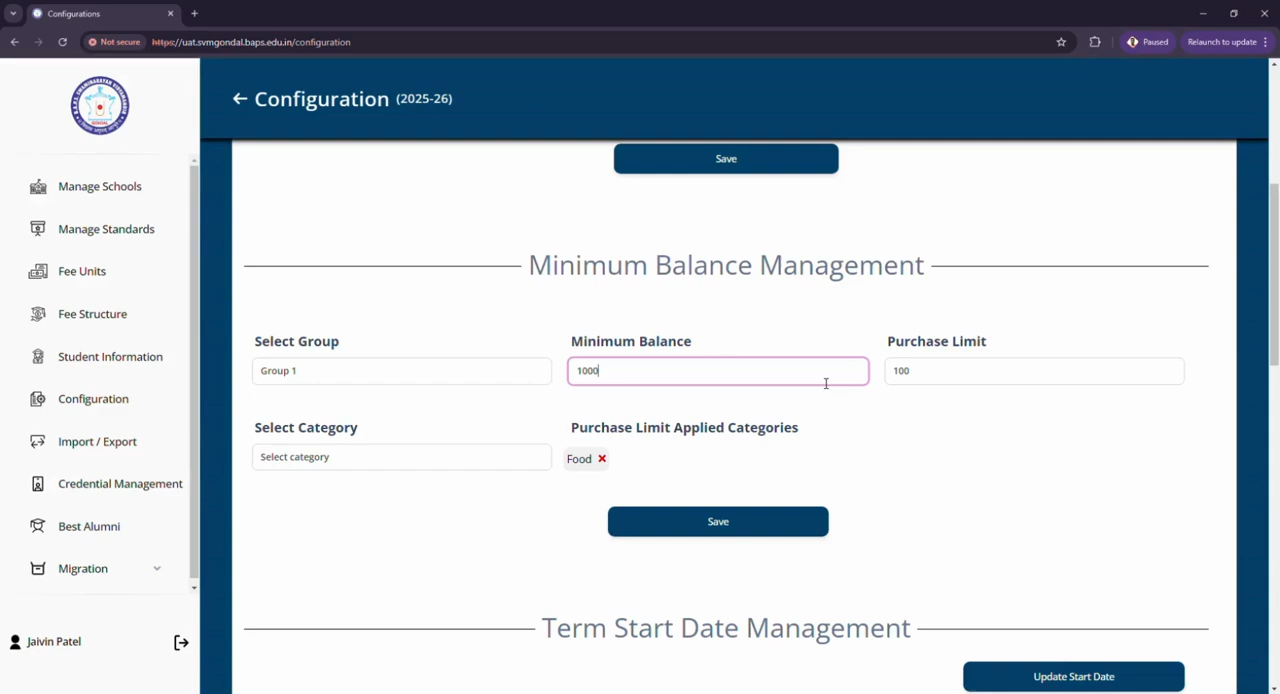 Configurations
Not secure
https://uat.svmgondal.baps.edu.in/configuration
Paused
Relaunch to update
GONDAL
Manage Schools
Manage Standards
Fee Units
Fee Structure
Student Information
Configuration
Import / Export
Credential Management
Best Alumni
Migration
Jaivin Patel
Configuration (2025-26)
Save
Minimum Balance Management
Select Group
Minimum Balance
Purchase Limit
Group 1
1000
100
Select Category
Purchase Limit Applied Categories
Select category
Food
Save
Term Start Date Management
Update Start Date